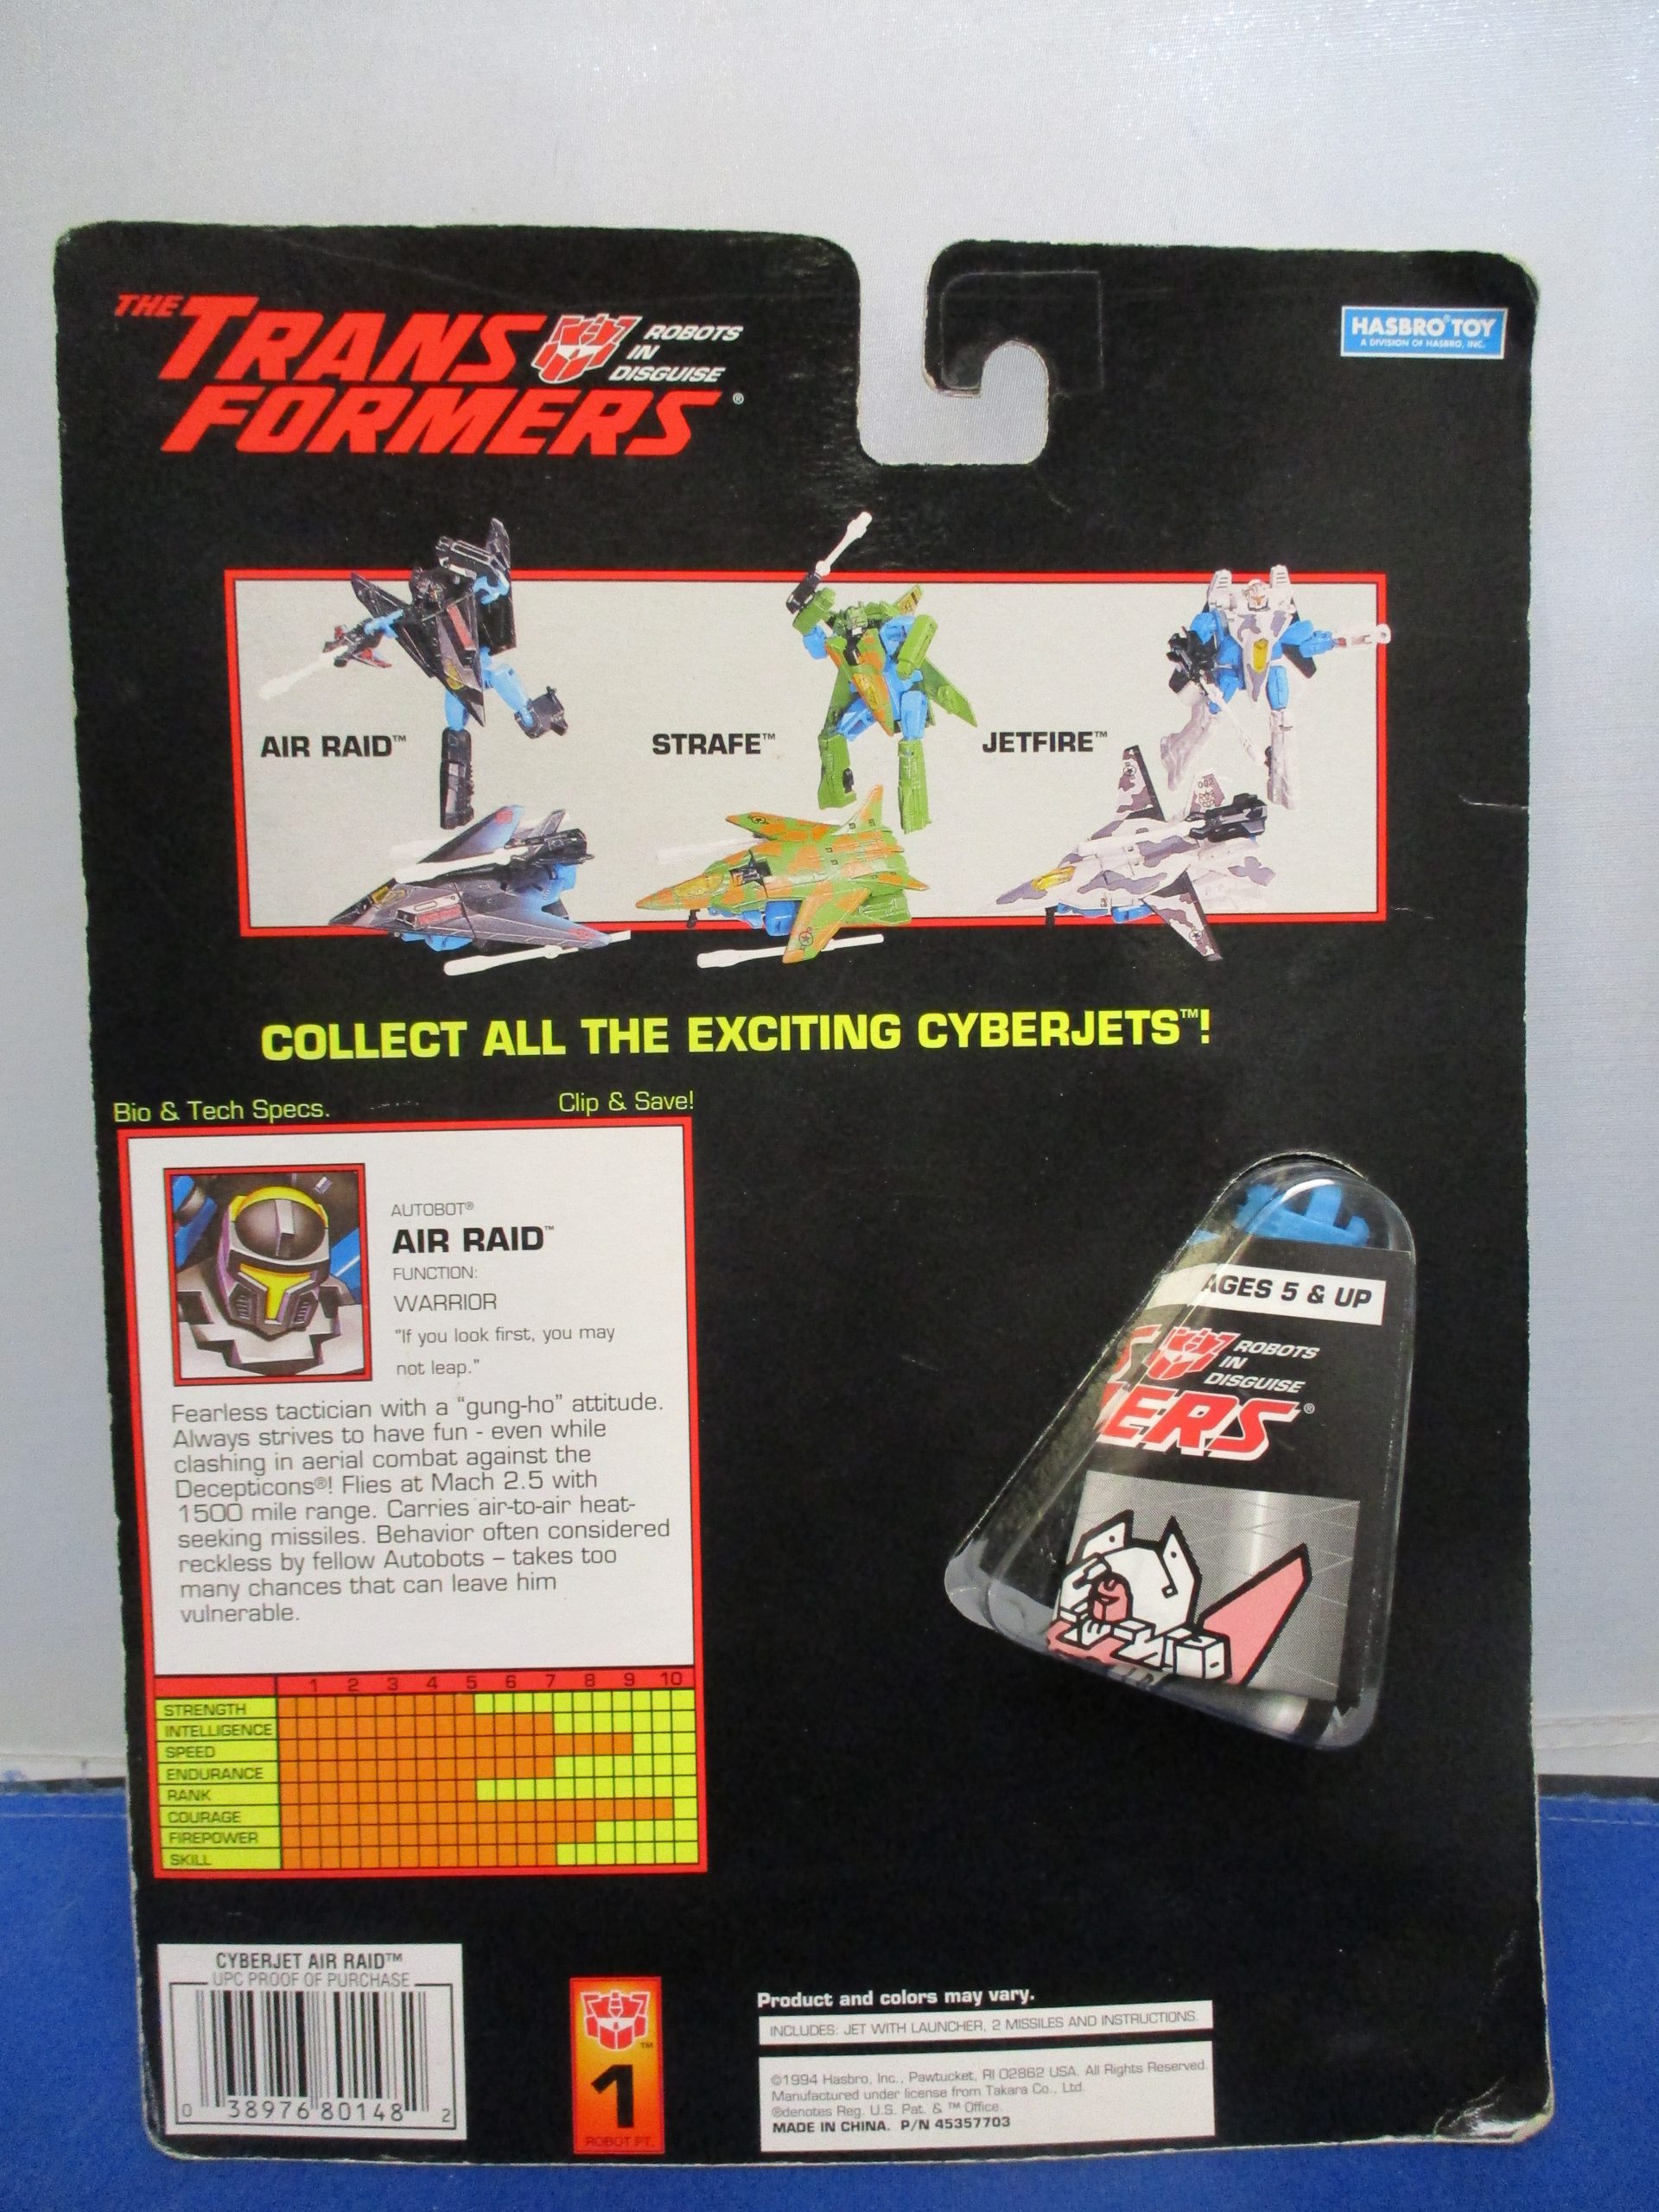 THE TRANS
FORMERS®
ROBOTS
IN
DISGUISE
HASBRO® TOY
A DIVISION OF HASBRO, INC.
AIR RAID™
STRAFE™
JETFIRE™
002
COLLECT ALL THE EXCITING CYBERJETS™!
Bio & Tech Specs.
Clip & Save!
AUTOBOT®
AIR RAID™
FUNCTION:
WARRIOR
"If you look first, you may
not leap."
Fearless tactician with a "gung-ho" attitude.
Always strives to have fun - even while
clashing in aerial combat against the
Decepticons®! Flies at Mach 2.5 with
1500 mile range. Carries air-to-air heat-
seeking missiles. Behavior often considered
reckless by fellow Autobots – takes too
many chances that can leave him
vulnerable.
1 2 3 4 5 6 7 8 9 10
STRENGTH
INTELLIGENCE
SPEED
ENDURANCE
RANK
COURAGE
FIREPOWER
SKILL
AGES 5 & UP
S
ROBOTS
IN
DISGUISE
ERS®
CYBERJET AIR RAID™
UPC PROOF OF PURCHASE
0 38976 80148 2
™
1
ROBOT PT.
Product and colors may vary.
INCLUDES: JET WITH LAUNCHER, 2 MISSILES AND INSTRUCTIONS.
©1994 Hasbro, Inc., Pawtucket, RI 02862 USA. All Rights Reserved.
Manufactured under license from Takara Co., Ltd.
®denotes Reg. U.S. Pat. & ™ Office.
MADE IN CHINA. P/N 45357703